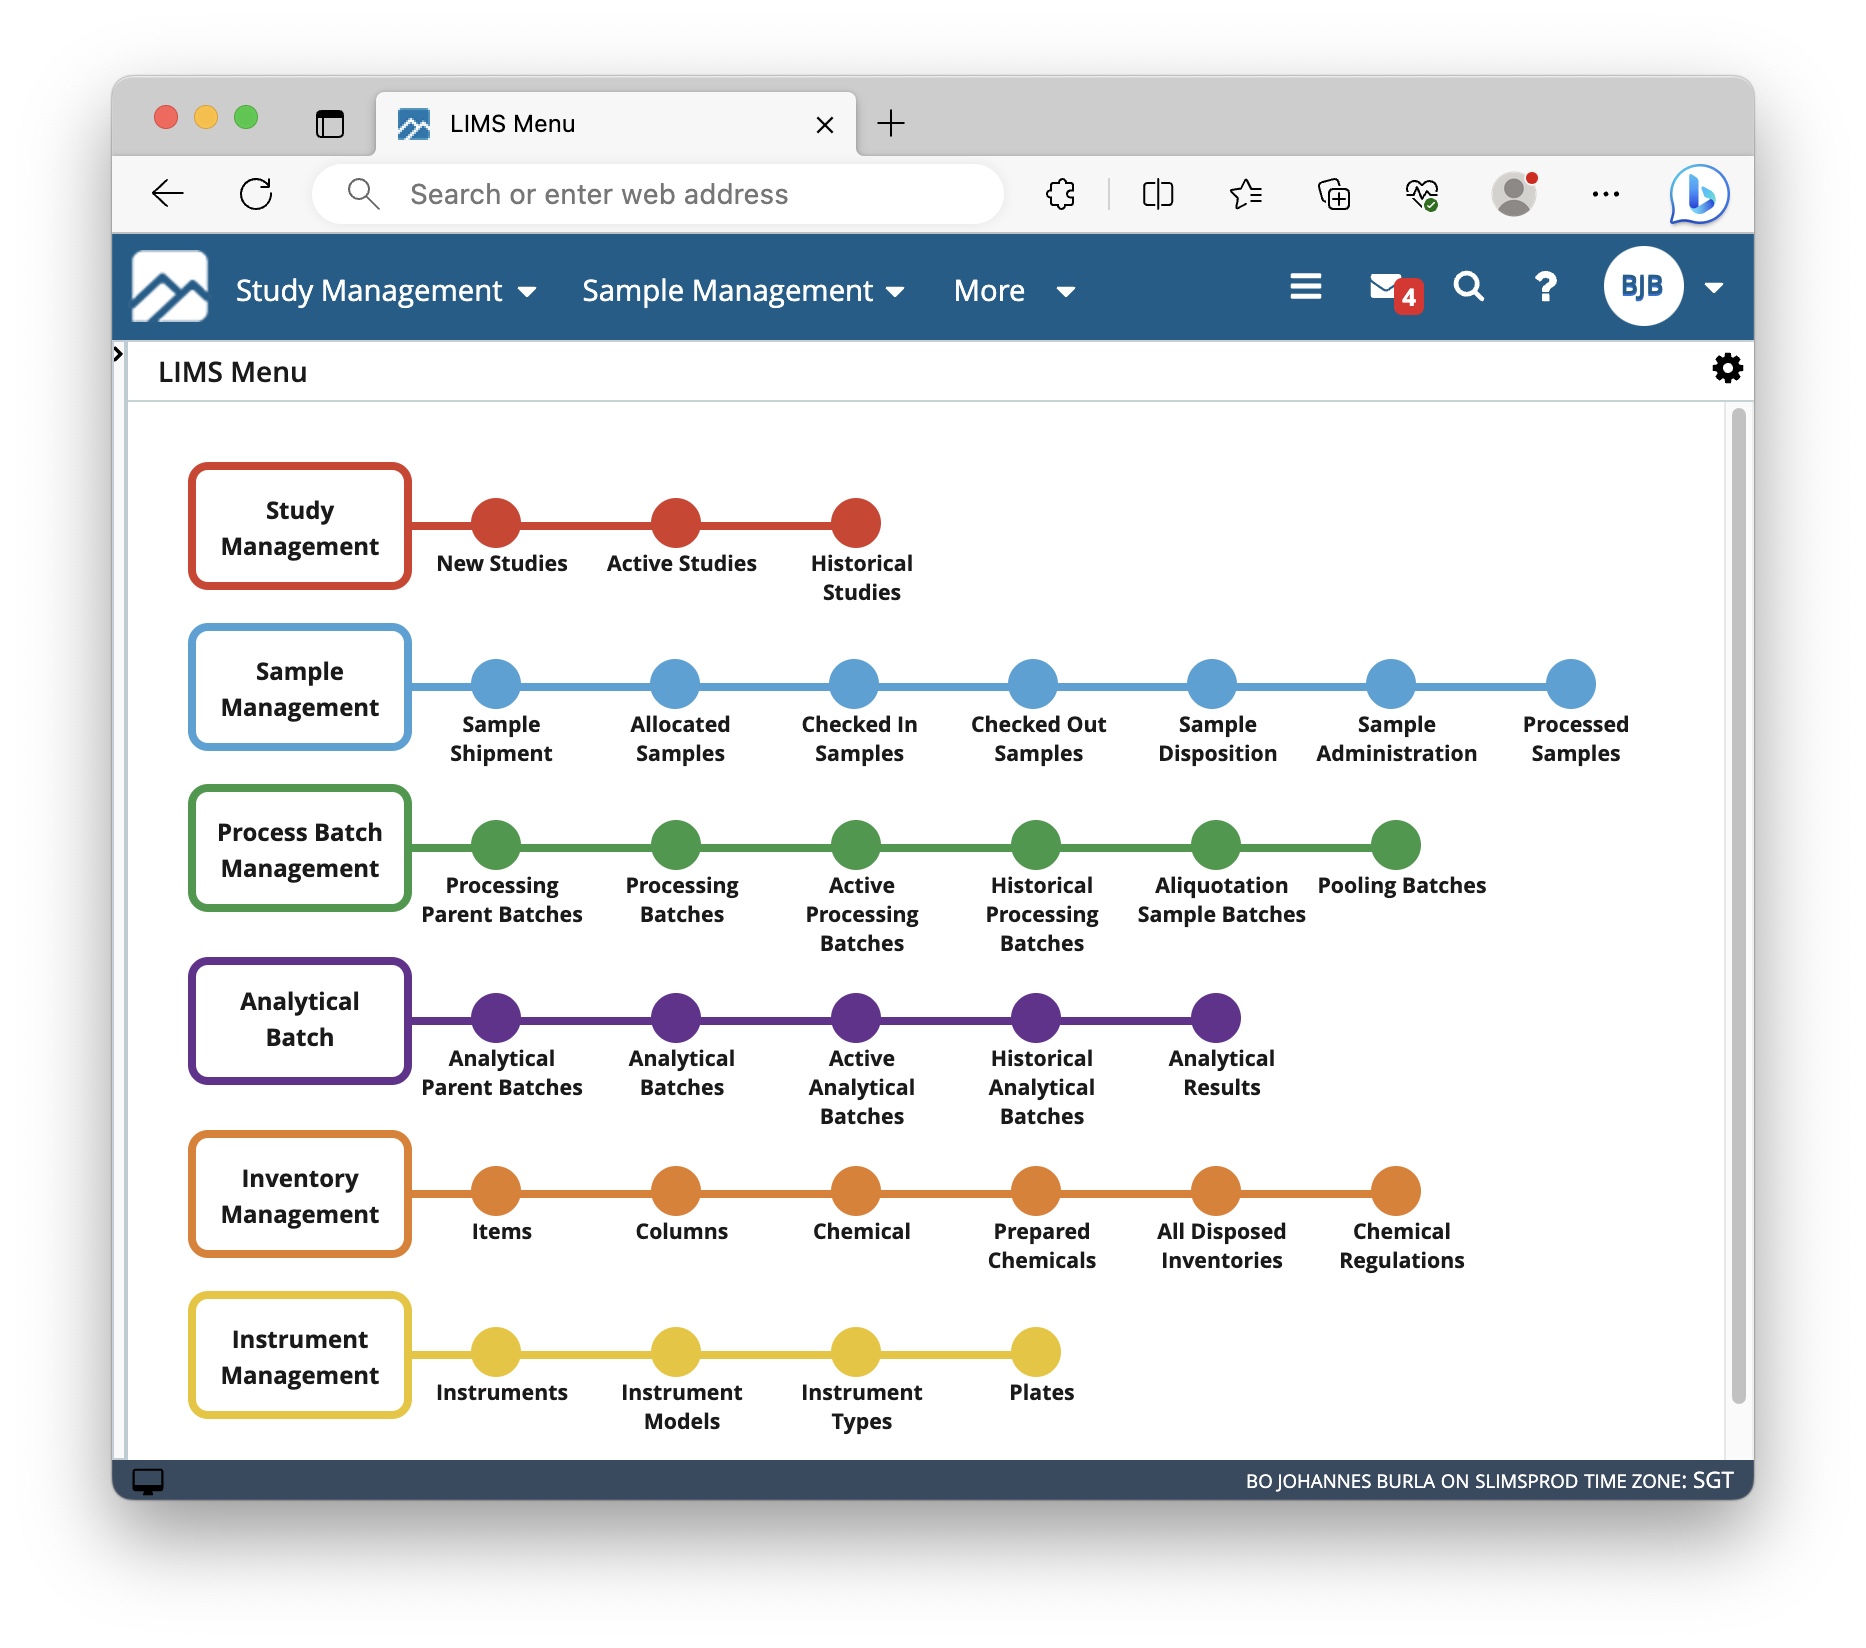 LIMS Menu
Search or enter web address
Study Management
Sample Management
More
4
?
BJB
LIMS Menu
Study
Management
New Studies
Active Studies
Historical
Studies
Sample
Management
Sample
Shipment
Allocated
Samples
Checked In
Samples
Checked Out
Samples
Sample
Disposition
Sample
Administration
Processed
Samples
Process Batch
Management
Processing
Parent Batches
Processing
Batches
Active
Processing
Batches
Historical
Processing
Batches
Aliquotation
Sample Batches
Pooling Batches
Analytical
Batch
Analytical
Parent Batches
Analytical
Batches
Active
Analytical
Batches
Historical
Analytical
Batches
Analytical
Results
Inventory
Management
Items
Columns
Chemical
Prepared
Chemicals
All Disposed
Inventories
Chemical
Regulations
Instrument
Management
Instruments
Instrument
Models
Instrument
Types
Plates
BO JOHANNES BURLA ON SLIMSPROD TIME ZONE: SGT